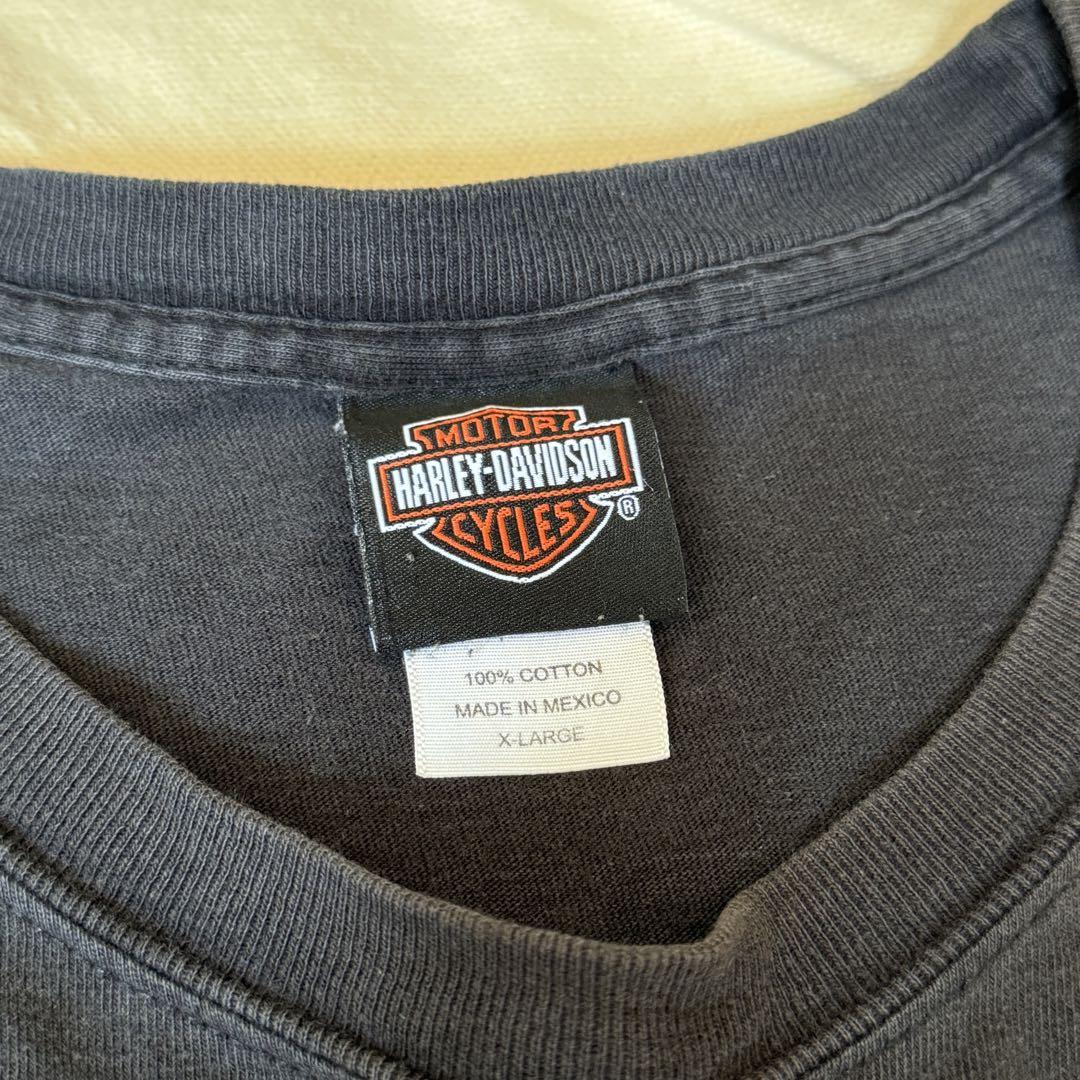 MOTOR
HARLEY-DAVIDSON
CYCLES
®
100% COTTON
MADE IN MEXICO
X-LARGE